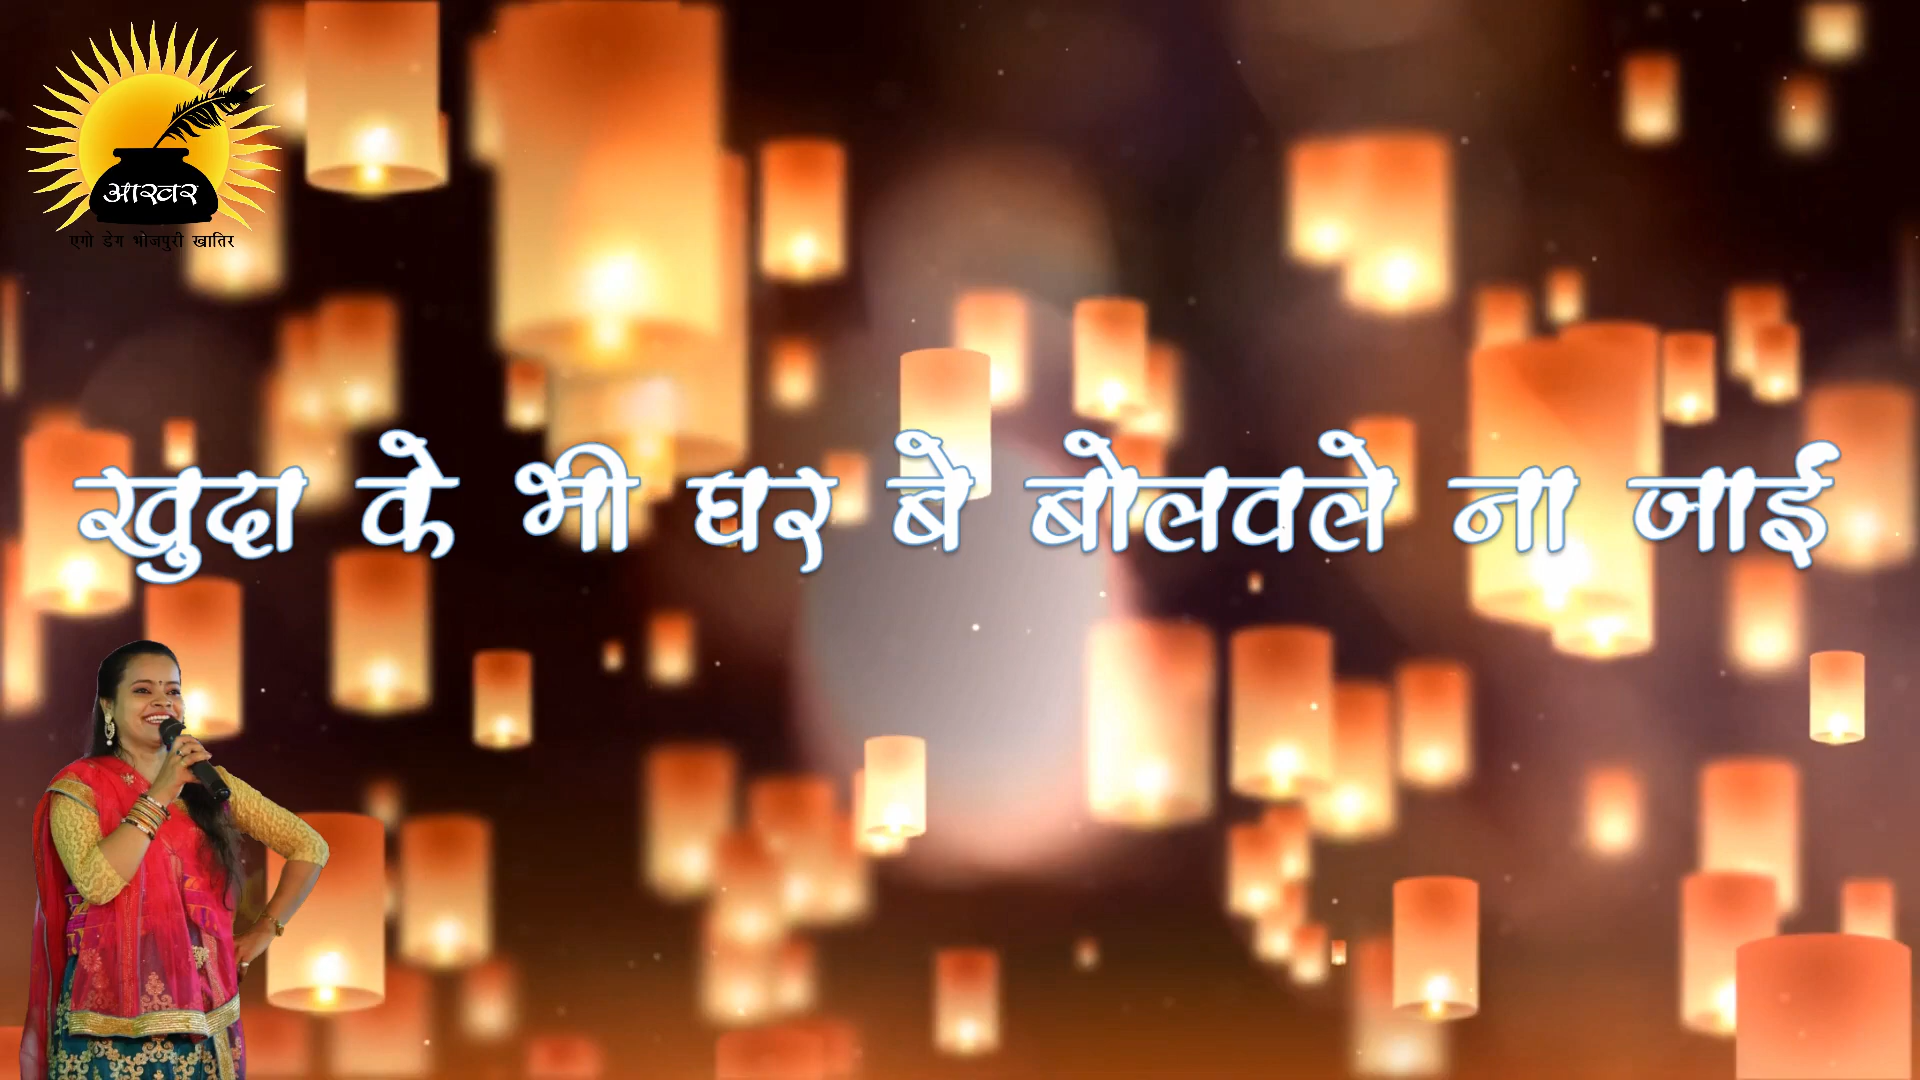 आखर
एगो डेग भोजपुरी खातिर
खुदा के भी घर बे बोलवले ना जाई